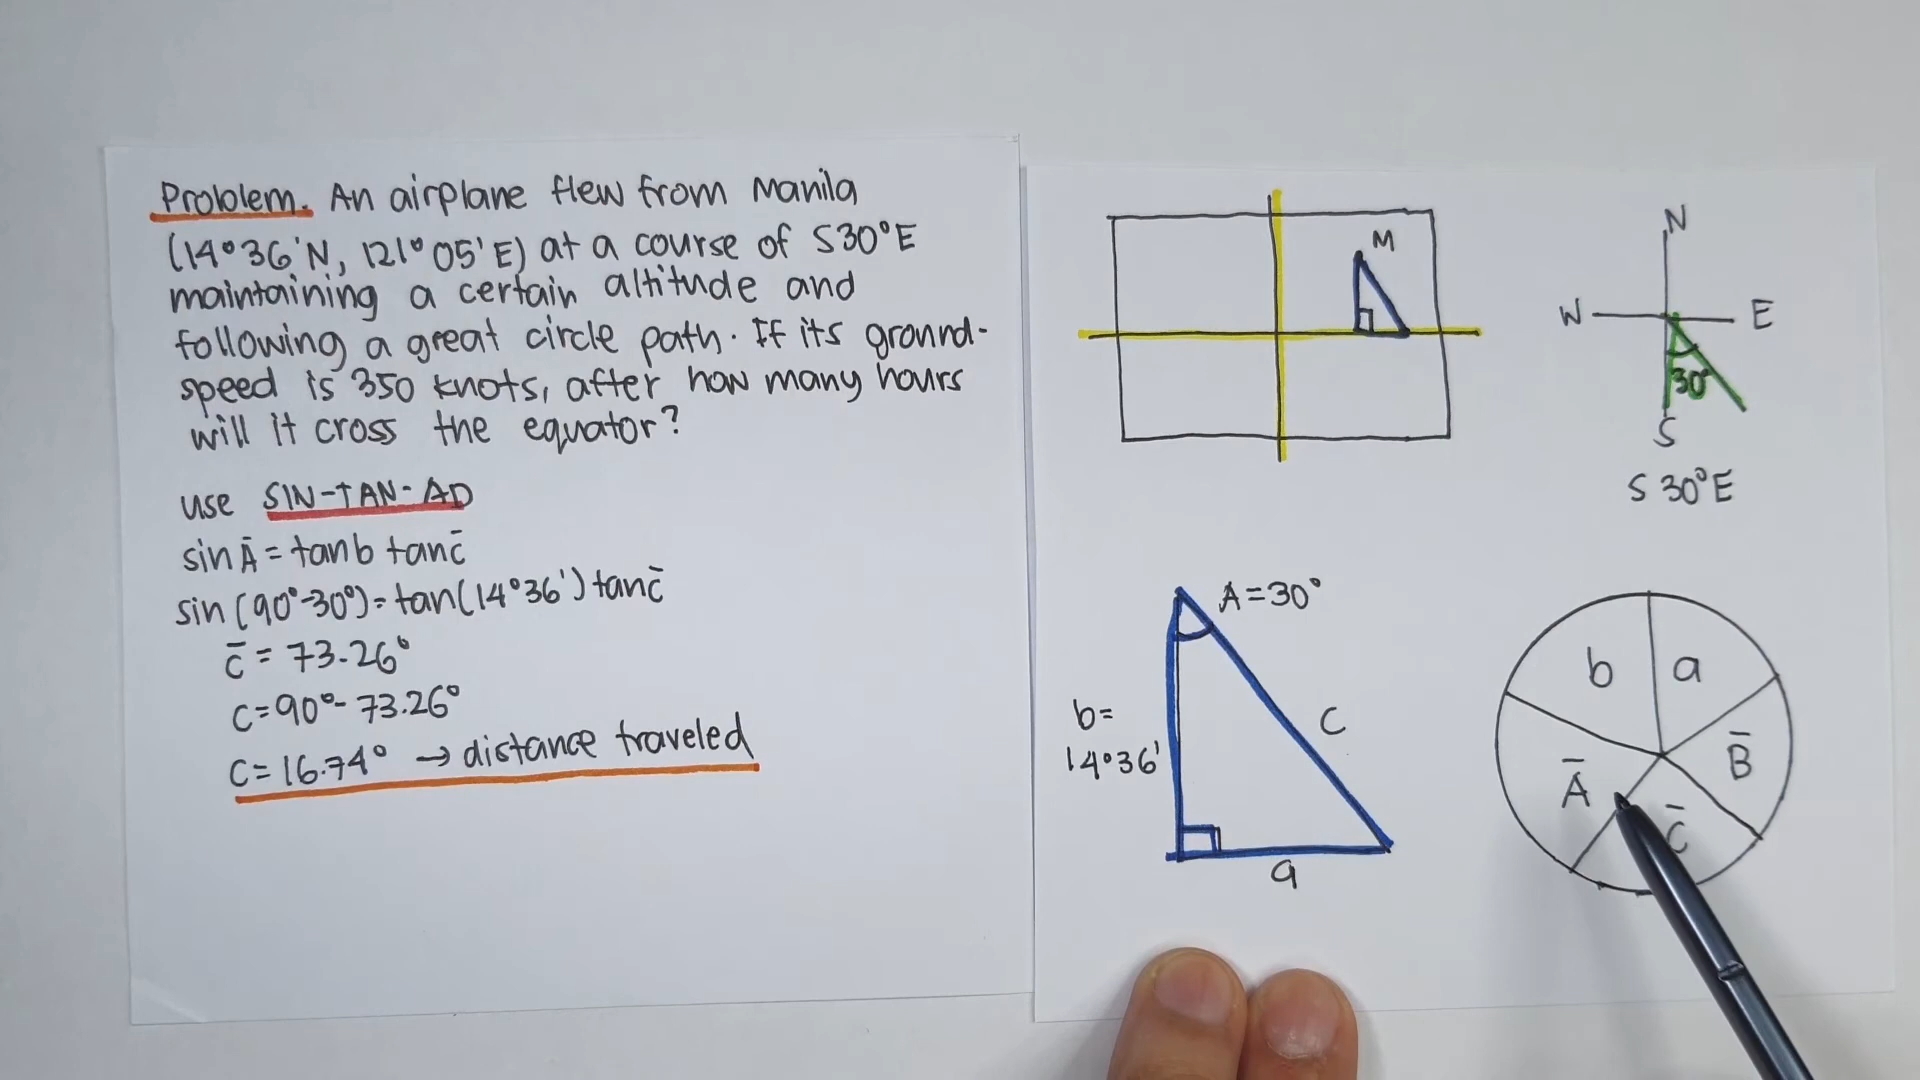 Problem. An airplane flew from Manila
(14°36'N, 121°05'E) at a course of S30°E
maintaining a certain altitude and
following a great circle path. If its ground-
speed is 350 knots, after how many hours
will it cross the equator?
use SIN-TAN-AD
sin Ā = tan b tan c̄
sin (90°-30°) = tan(14°36') tan c̄
c̄ = 73.26°
c = 90° - 73.26°
c = 16.74° → distance traveled
M
N
W
E
30°
S
S 30°E
A = 30°
b =
14°36'
c
a
b
a
B̄
Ā
c̄